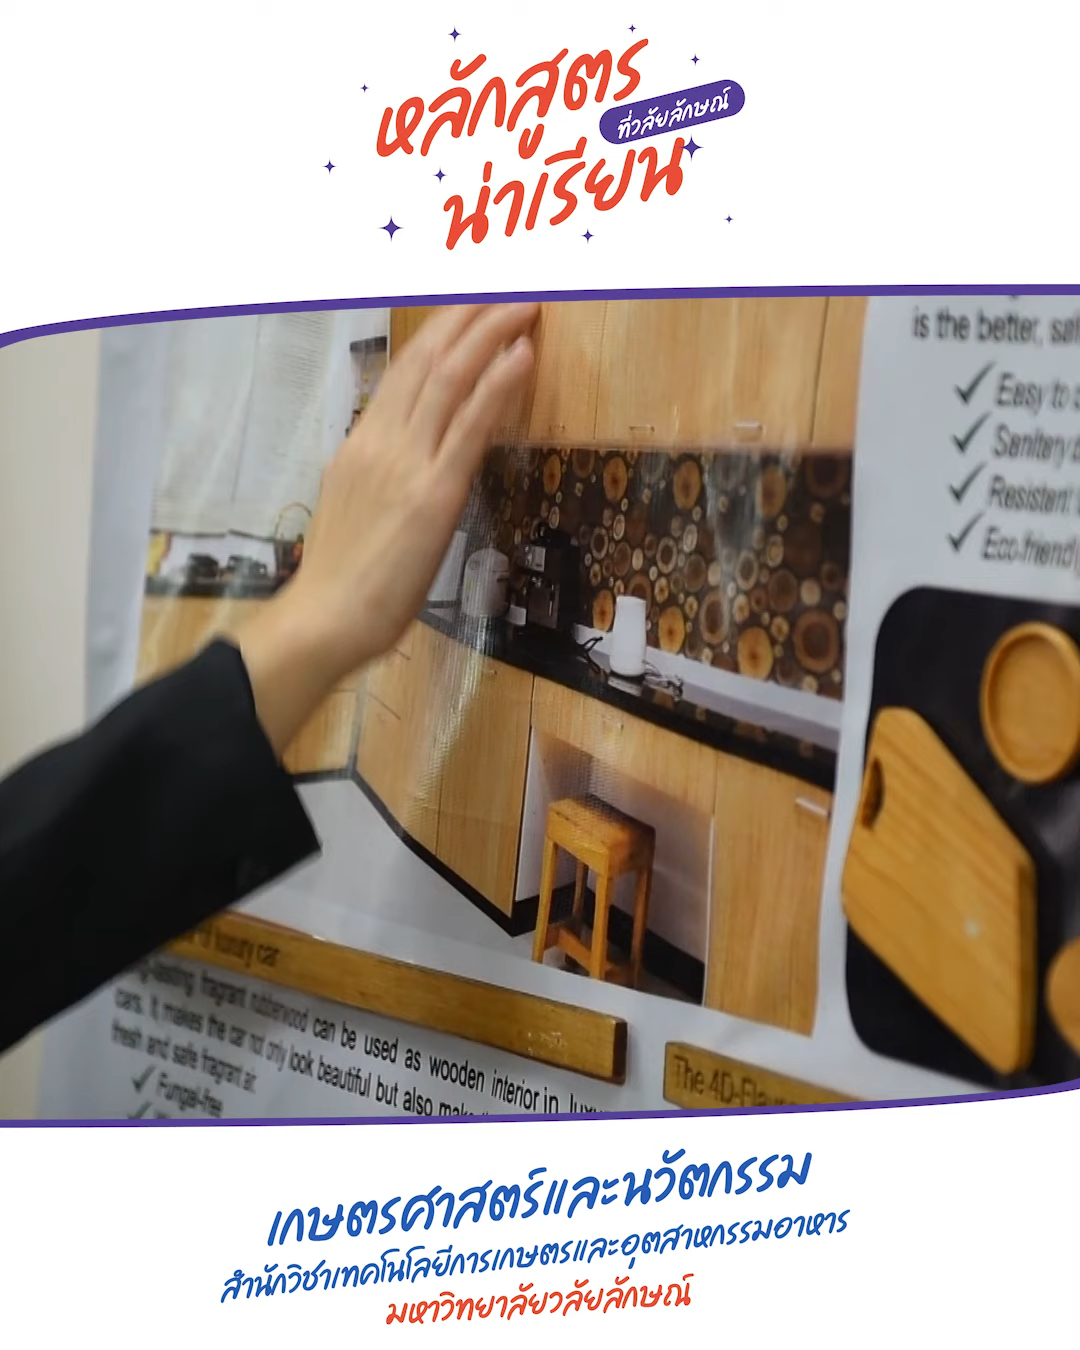 หลักสูตร
ที่วลัยลักษณ์
น่าเรียน
is the better,
Easy to
Sanitary
Resistent
Eco-friendly
of luxury car
fragrant rubberwood can be used as wooden interior in
cars. It makes the car not only look beautiful but also
fresh and safe fragrant air.
Fungal-free
The 4D-
เกษตรศาสตร์และนวัตกรรม
สำนักวิชาเทคโนโลยีการเกษตรและอุตสาหกรรมอาหาร
มหาวิทยาลัยวลัยลักษณ์